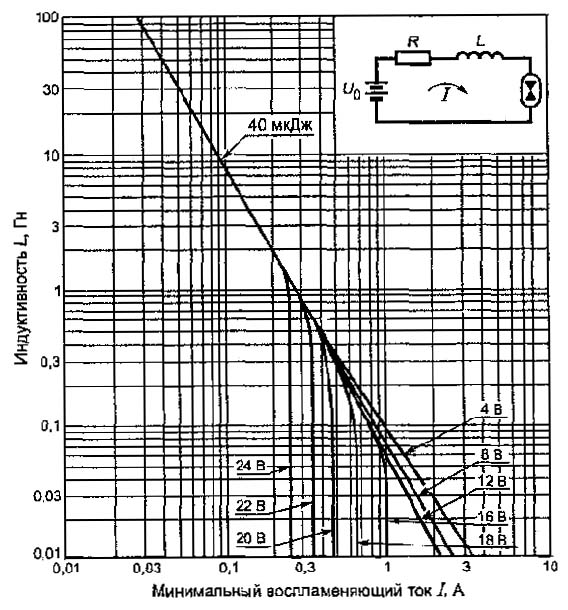 100
30
10
3
1
0,3
0,1
0,03
0,01
Индуктивность L, Гн
40 мкДж
R
L
U0
I
4 В
8 В
12 В
16 В
18 В
24 В
22 В
20 В
0,01
0,03
0,1
0,3
1
3
10
Минимальный воспламеняющий ток I, А